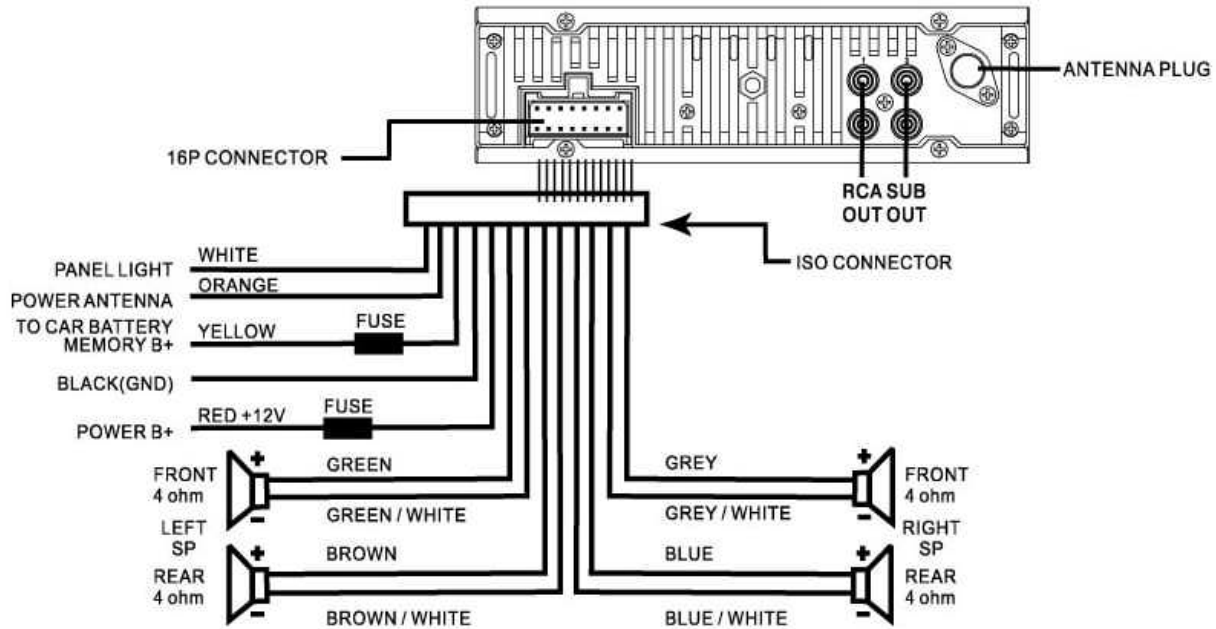 ANTENNA PLUG
16P CONNECTOR
RCA SUB
OUT OUT
ISO CONNECTOR
PANEL LIGHT
WHITE
POWER ANTENNA
ORANGE
TO CAR BATTERY
MEMORY B+
YELLOW
FUSE
BLACK(GND)
POWER B+
RED +12V
FUSE
FRONT
4 ohm
+
-
GREEN
GREEN / WHITE
LEFT
SP
REAR
4 ohm
+
-
BROWN
BROWN / WHITE
GREY
GREY / WHITE
+
-
FRONT
4 ohm
RIGHT
SP
BLUE
BLUE / WHITE
+
-
REAR
4 ohm